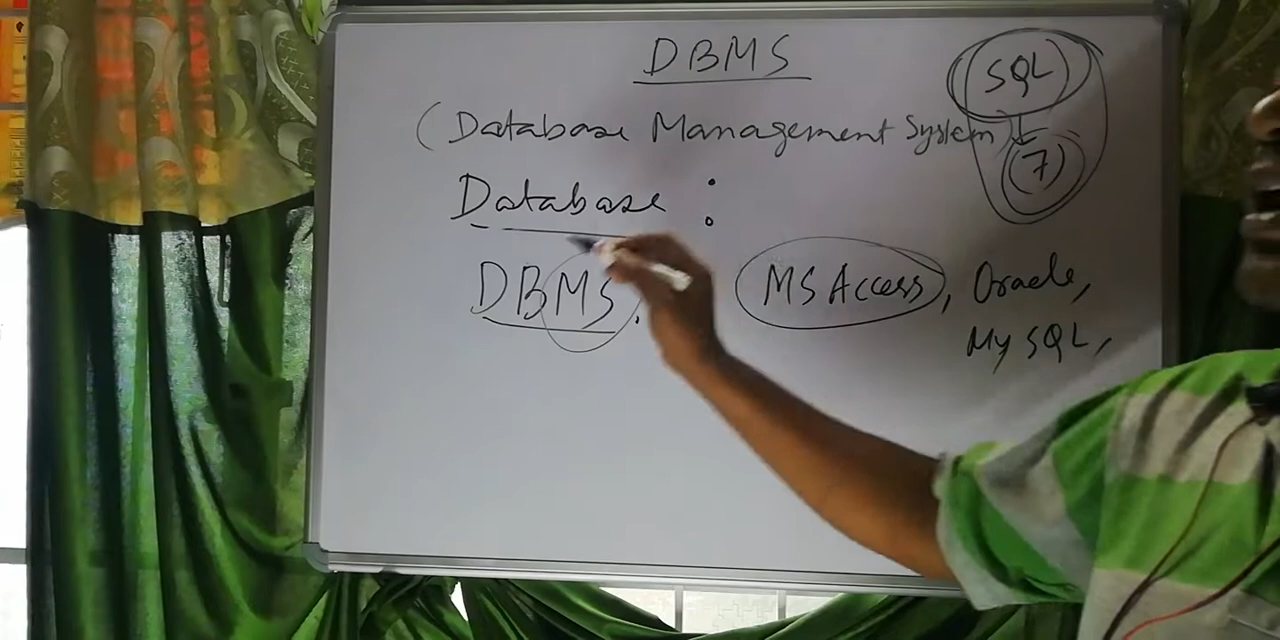 DBMS
SQL
(Database Management System)
7
Database :
DBMS :
MS Access, Oracle,
My SQL,